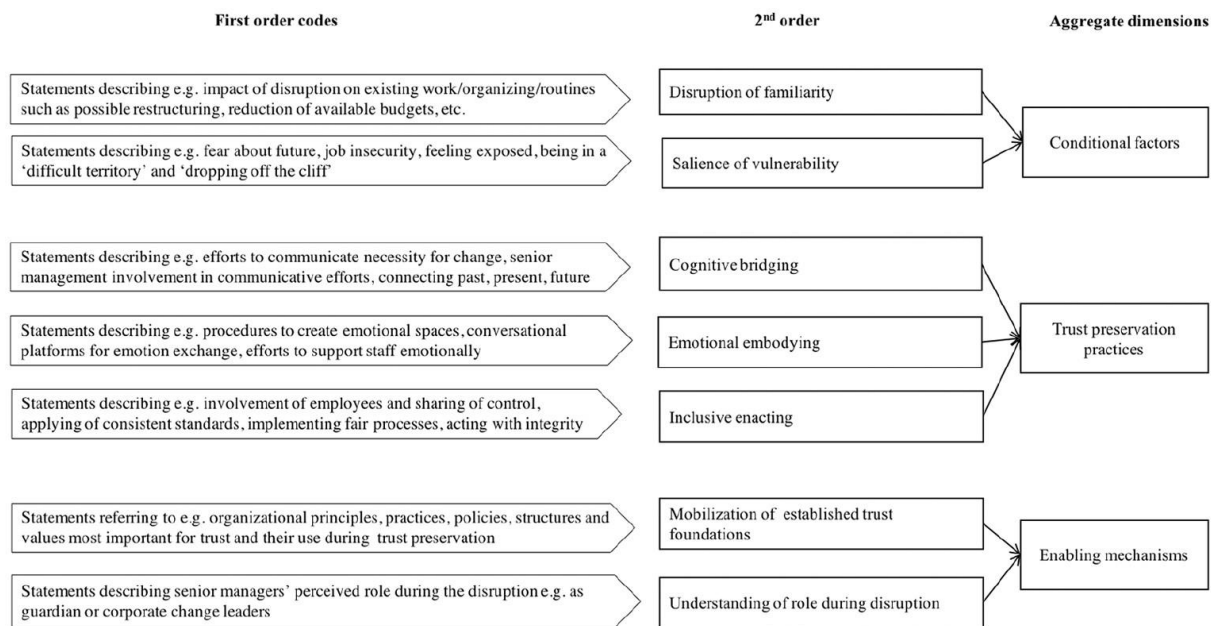 First order codes
2nd order
Aggregate dimensions
Statements describing e.g. impact of disruption on existing work/organizing/routines
such as possible restructuring, reduction of available budgets, etc.
Disruption of familiarity
Statements describing e.g. fear about future, job insecurity, feeling exposed, being in a
‘difficult territory’ and ‘dropping off the cliff’
Salience of vulnerability
Conditional factors
Statements describing e.g. efforts to communicate necessity for change, senior
management involvement in communicative efforts, connecting past, present, future
Cognitive bridging
Statements describing e.g. procedures to create emotional spaces, conversational
platforms for emotion exchange, efforts to support staff emotionally
Emotional embodying
Trust preservation
practices
Statements describing e.g. involvement of employees and sharing of control,
applying of consistent standards, implementing fair processes, acting with integrity
Inclusive enacting
Statements referring to e.g. organizational principles, practices, policies, structures and
values most important for trust and their use during trust preservation
Mobilization of established trust
foundations
Enabling mechanisms
Statements describing senior managers’ perceived role during the disruption e.g. as
guardian or corporate change leaders
Understanding of role during disruption